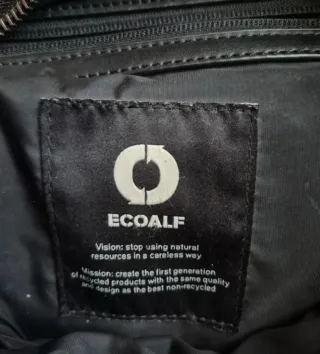 ECOALF
Vision: stop using natural
resources in a careless way
Mission: create the first generation
of recycled products with the same quality
and design as the best non-recycled